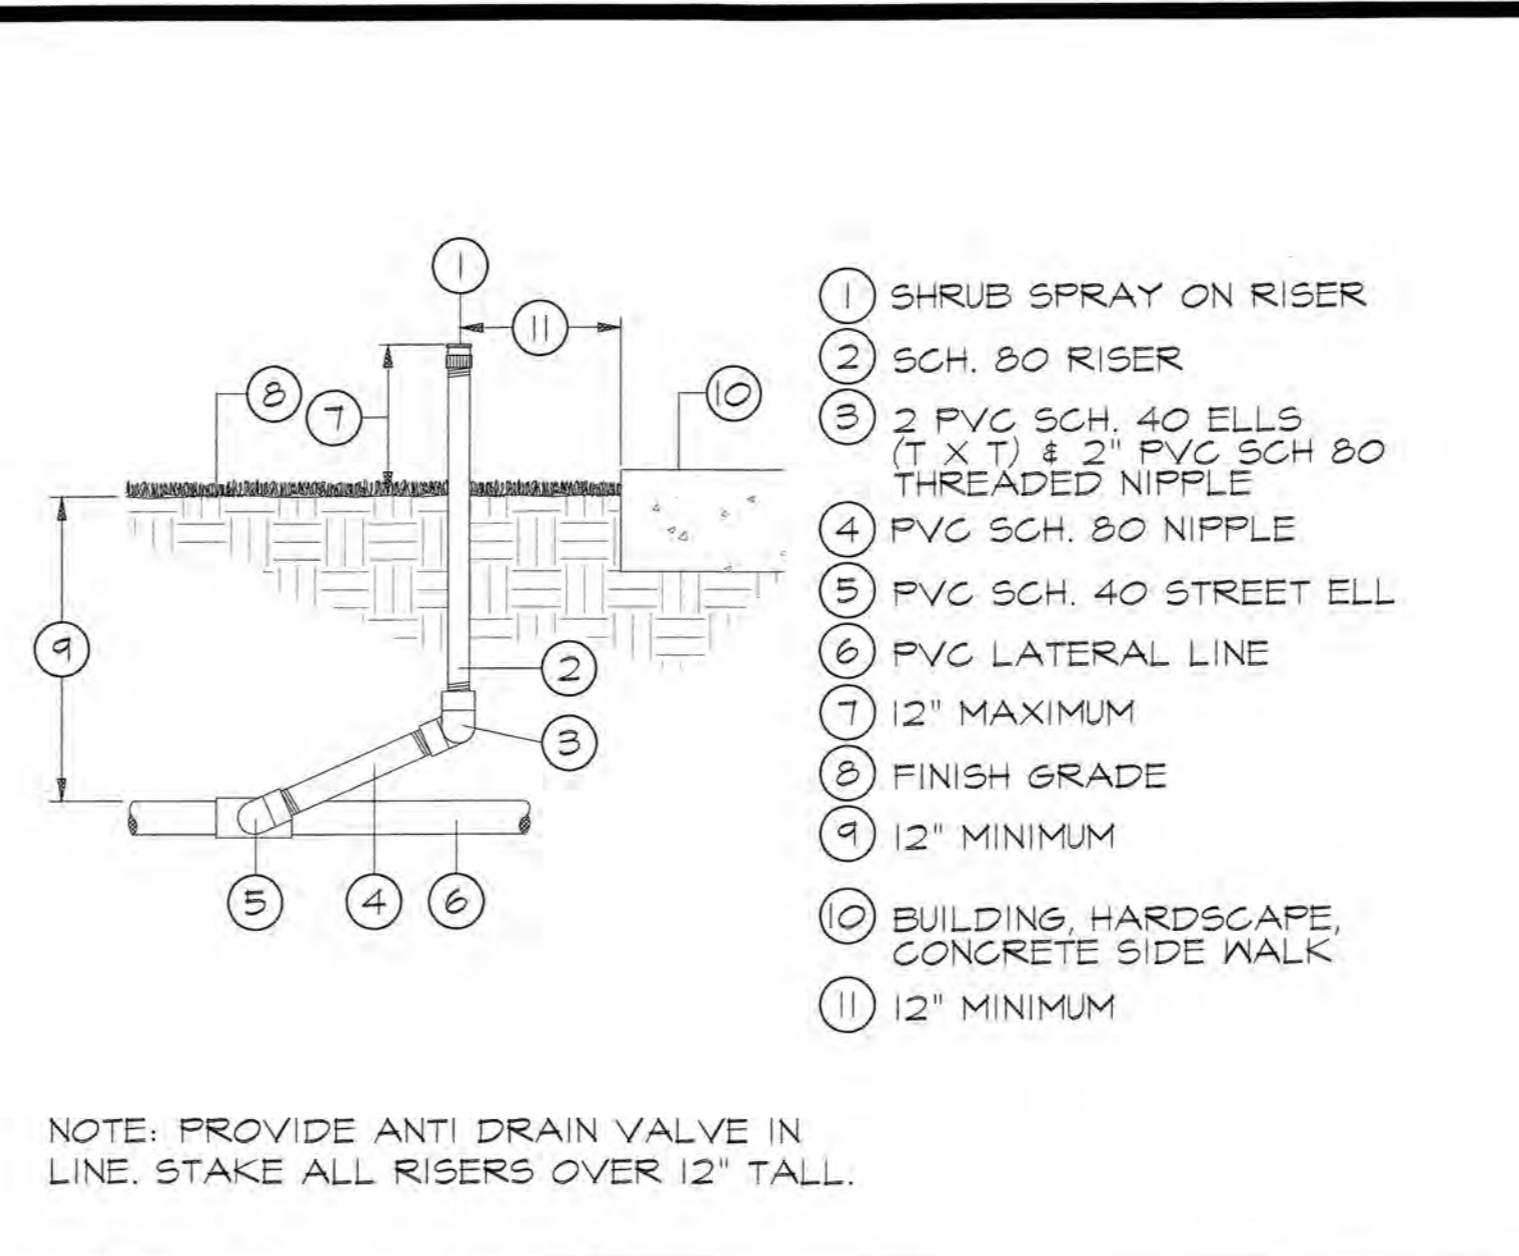 1
11
8
7
10
9
2
3
5
4
6
1 SHRUB SPRAY ON RISER
2 SCH. 80 RISER
3 2 PVC SCH. 40 ELLS
(T X T) & 2" PVC SCH 80
THREADED NIPPLE
4 PVC SCH. 80 NIPPLE
5 PVC SCH. 40 STREET ELL
6 PVC LATERAL LINE
7 12" MAXIMUM
8 FINISH GRADE
9 12" MINIMUM
10 BUILDING, HARDSCAPE,
CONCRETE SIDE WALK
11 12" MINIMUM
NOTE: PROVIDE ANTI DRAIN VALVE IN
LINE. STAKE ALL RISERS OVER 12" TALL.